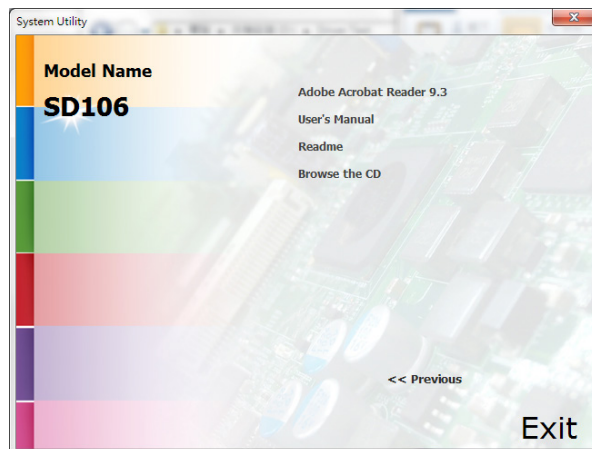 System Utility
Model Name
SD106
Adobe Acrobat Reader 9.3
User's Manual
Readme
Browse the CD
<< Previous
Exit